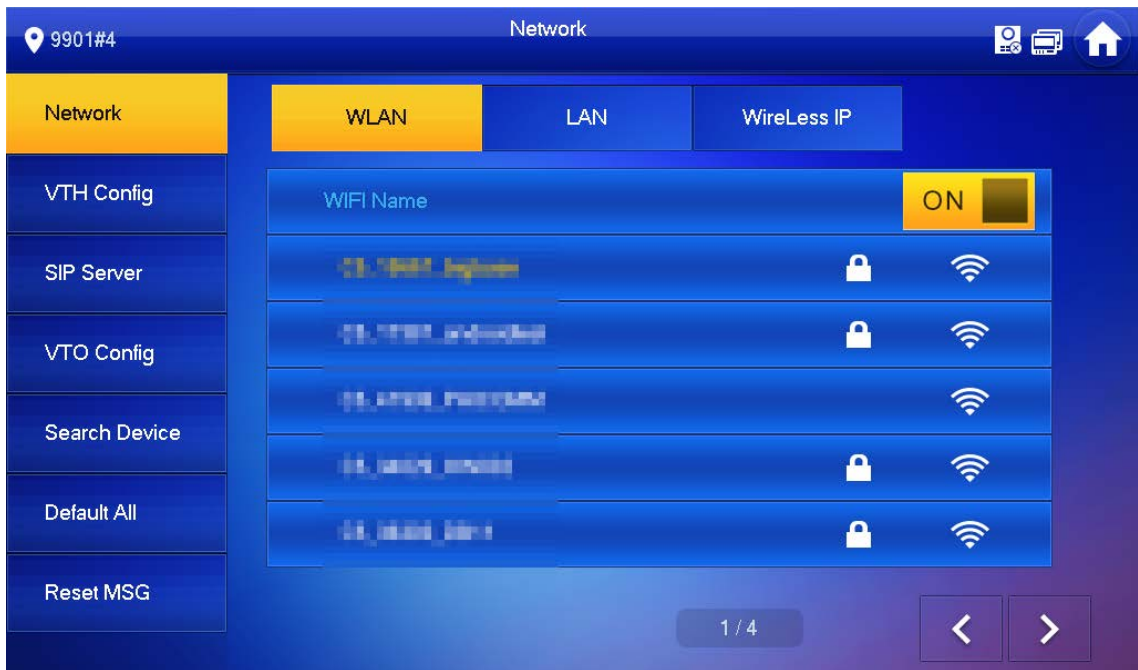 9901#4
Network
Network
VTH Config
SIP Server
VTO Config
Search Device
Default All
Reset MSG
WLAN
LAN
WireLess IP
WIFI Name
ON
1 / 4